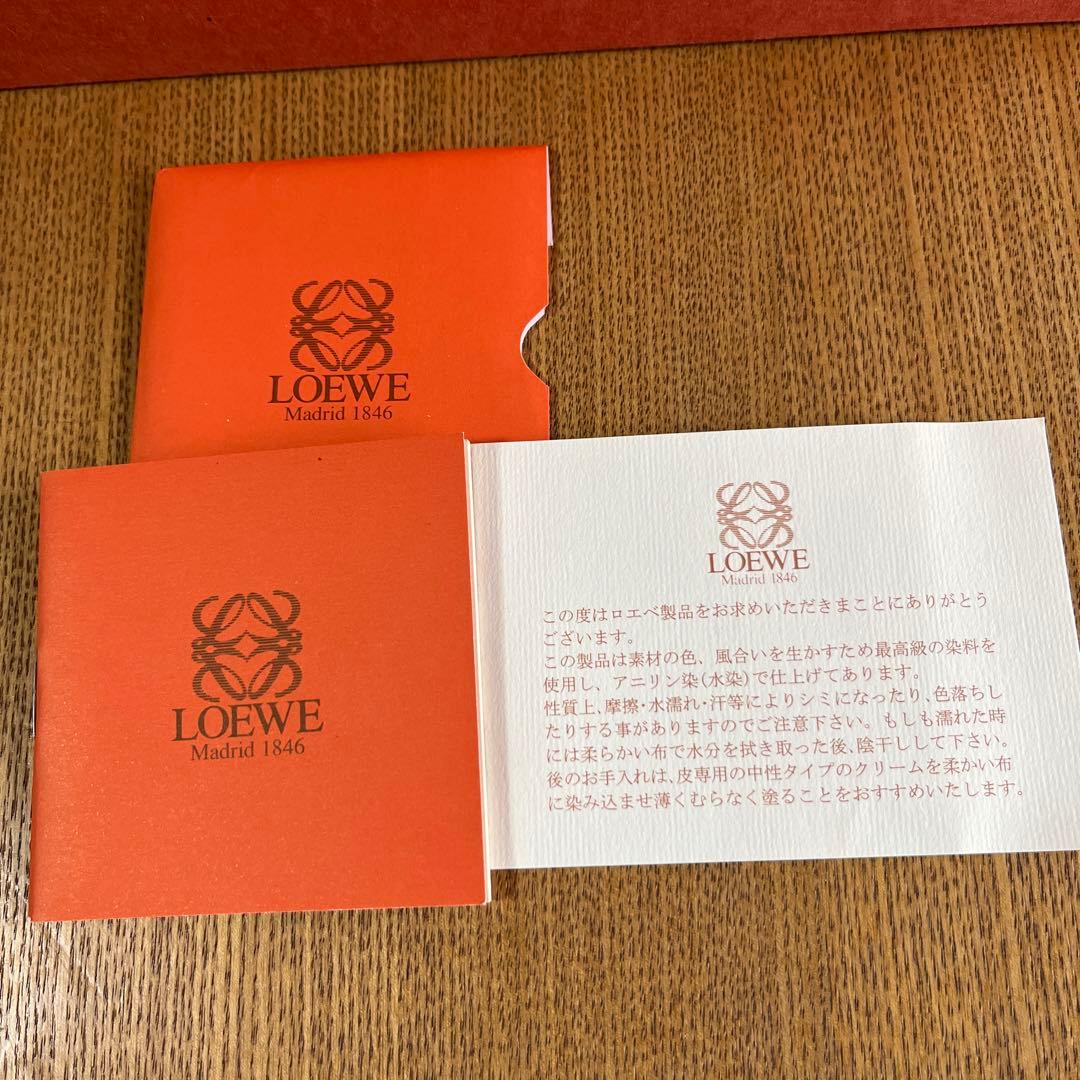 LOEWE
Madrid 1846
LOEWE
Madrid 1846
LOEWE
Madrid 1846
この度はロエベ製品をお求めいただきまことにありがとう
ございます。
この製品は素材の色、風合いを生かすため最高級の染料を
使用し、アニリン染(水染)で仕上げてあります。
性質上、摩擦・水濡れ・汗等によりシミになったり、色落ちし
たりする事がありますのでご注意下さい。もしも濡れた時
には柔らかい布で水分を拭き取った後、陰干しして下さい。
後のお手入れは、皮専用の中性タイプのクリームを柔かい布
に染み込ませ薄くむらなく塗ることをおすすめいたします。